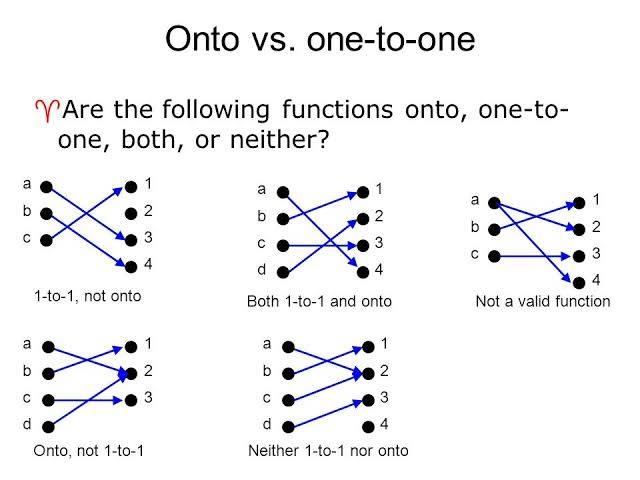 Onto vs. one-to-one
Are the following functions onto, one-to-
one, both, or neither?
a 1
b 2
c 3
4
1-to-1, not onto
a 1
b 2
c 3
d 4
Both 1-to-1 and onto
a 1
b 2
c 3
4
Not a valid function
a 1
b 2
c 3
d
Onto, not 1-to-1
a 1
b 2
c 3
d 4
Neither 1-to-1 nor onto